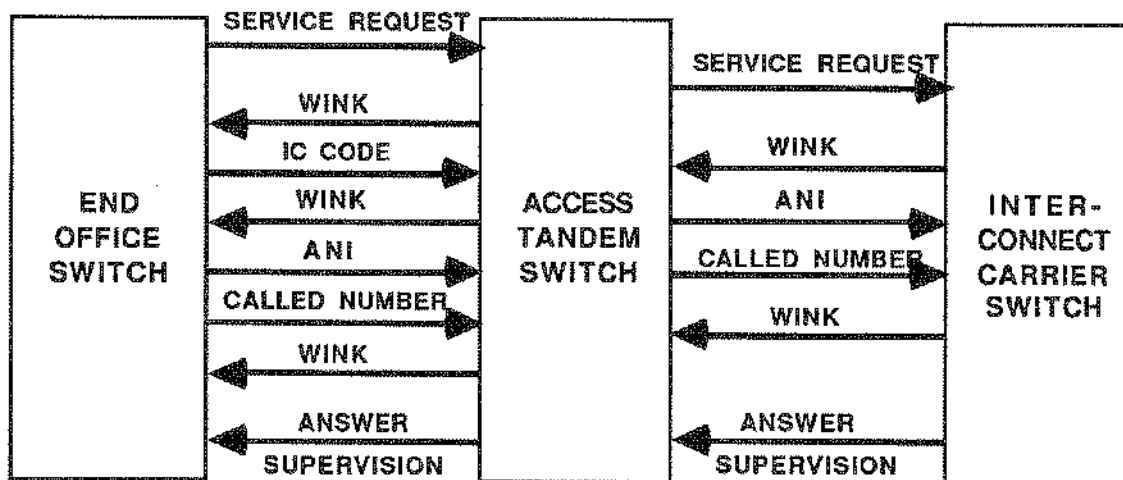 SERVICE REQUEST
SERVICE REQUEST
WINK
WINK
IC CODE
WINK
ANI
END
OFFICE
SWITCH
ACCESS
TANDEM
SWITCH
INTER-
CONNECT
CARRIER
SWITCH
ANI
CALLED NUMBER
CALLED NUMBER
WINK
WINK
ANSWER
SUPERVISION
ANSWER
SUPERVISION